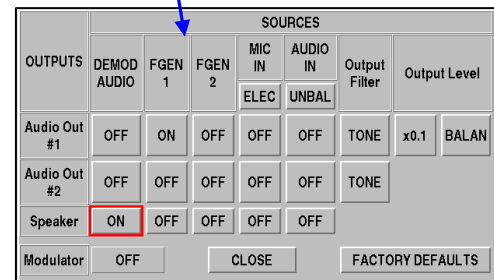 SOURCES
OUTPUTS DEMOD AUDIO FGEN 1 FGEN 2 MIC IN AUDIO IN Output Filter Output Level
ELEC UNBAL
Audio Out #1 OFF ON OFF OFF OFF TONE x0.1 BALAN
Audio Out #2 OFF OFF OFF OFF OFF TONE
Speaker ON OFF OFF OFF OFF
Modulator OFF CLOSE FACTORY DEFAULTS